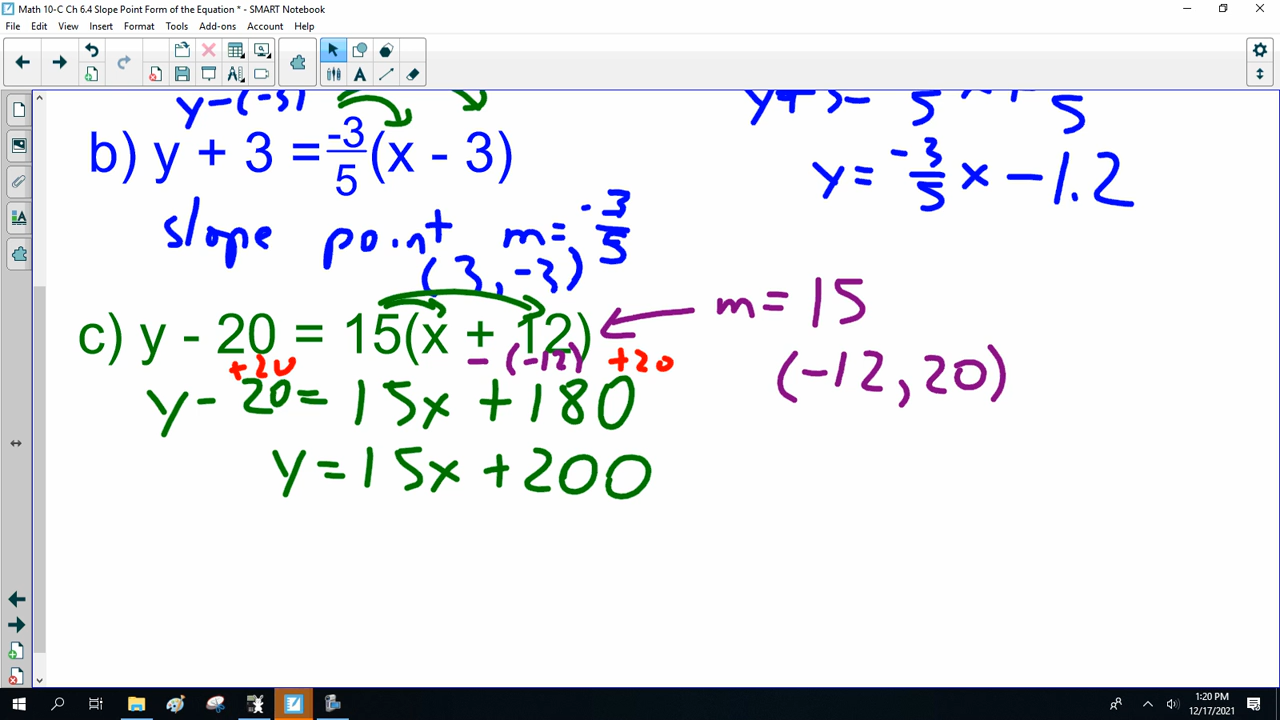 Math 10-C Ch 6.4 Slope Point Form of the Equation * - SMART Notebook
File Edit View Insert Format Tools Add-ons Account Help
y-(-3)
b) y + 3 = -3/5 (x - 3)
y = -3/5 x - 1.2
slope point m = -3/5
(3, -3)
c) y - 20 = 15(x + 12)
m = 15
+20 - (-12) +20
(-12, 20)
y - 20 = 15x + 180
y = 15x + 200
1:20 PM
12/17/2021